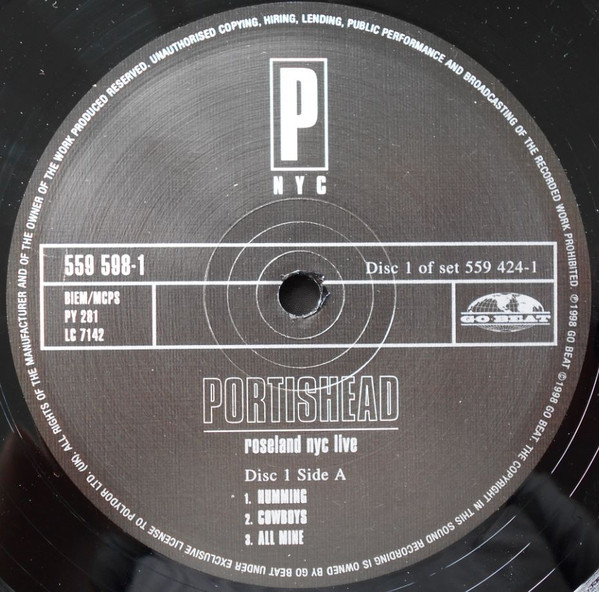 ALL RIGHTS OF THE MANUFACTURER AND OF THE OWNER OF THE WORK PRODUCED RESERVED. UNAUTHORISED COPYING, HIRING, LENDING, PUBLIC PERFORMANCE AND BROADCASTING OF THE RECORDED WORK PROHIBITED. ℗1998 GO BEAT ©1998 GO BEAT. THE COPYRIGHT IN THIS SOUND RECORDING IS OWNED BY GO BEAT UNDER EXCLUSIVE LICENSE TO POLYDOR LTD. (UK).
P
NYC
559 598-1
Disc 1 of set 559 424-1
BIEM/MCPS
PY 281
LC 7142
GO BEAT
PORTISHEAD
roseland nyc live
Disc 1 Side A
1. HUMMING
2. COWBOYS
3. ALL MINE